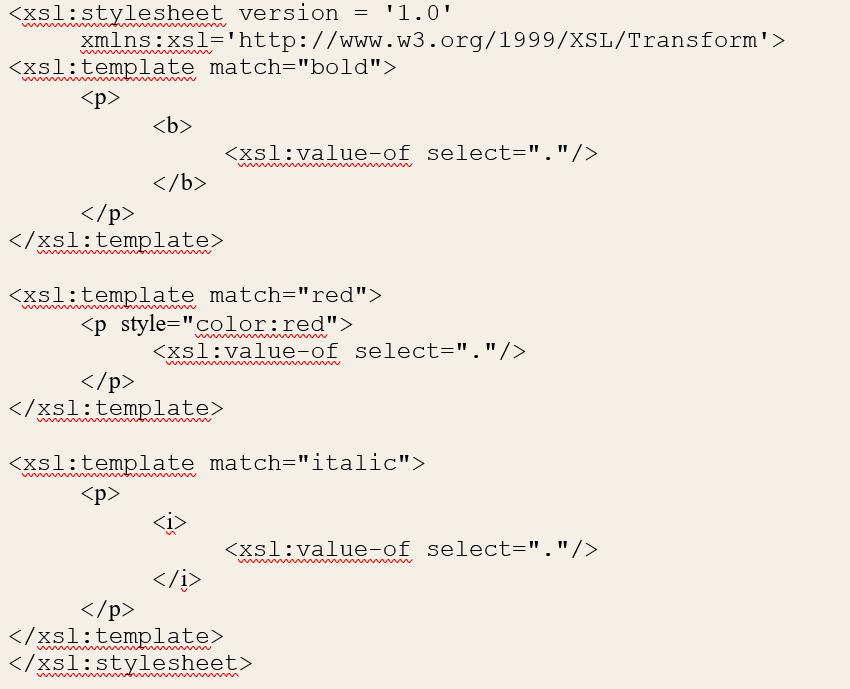 <xsl:stylesheet version = '1.0'
xmlns:xsl='http://www.w3.org/1999/XSL/Transform'>
<xsl:template match="bold">
<p>
<b>
<xsl:value-of select="."/>
</b>
</p>
</xsl:template>
<xsl:template match="red">
<p style="color:red">
<xsl:value-of select="."/>
</p>
</xsl:template>
<xsl:template match="italic">
<p>
<i>
<xsl:value-of select="."/>
</i>
</p>
</xsl:template>
</xsl:stylesheet>